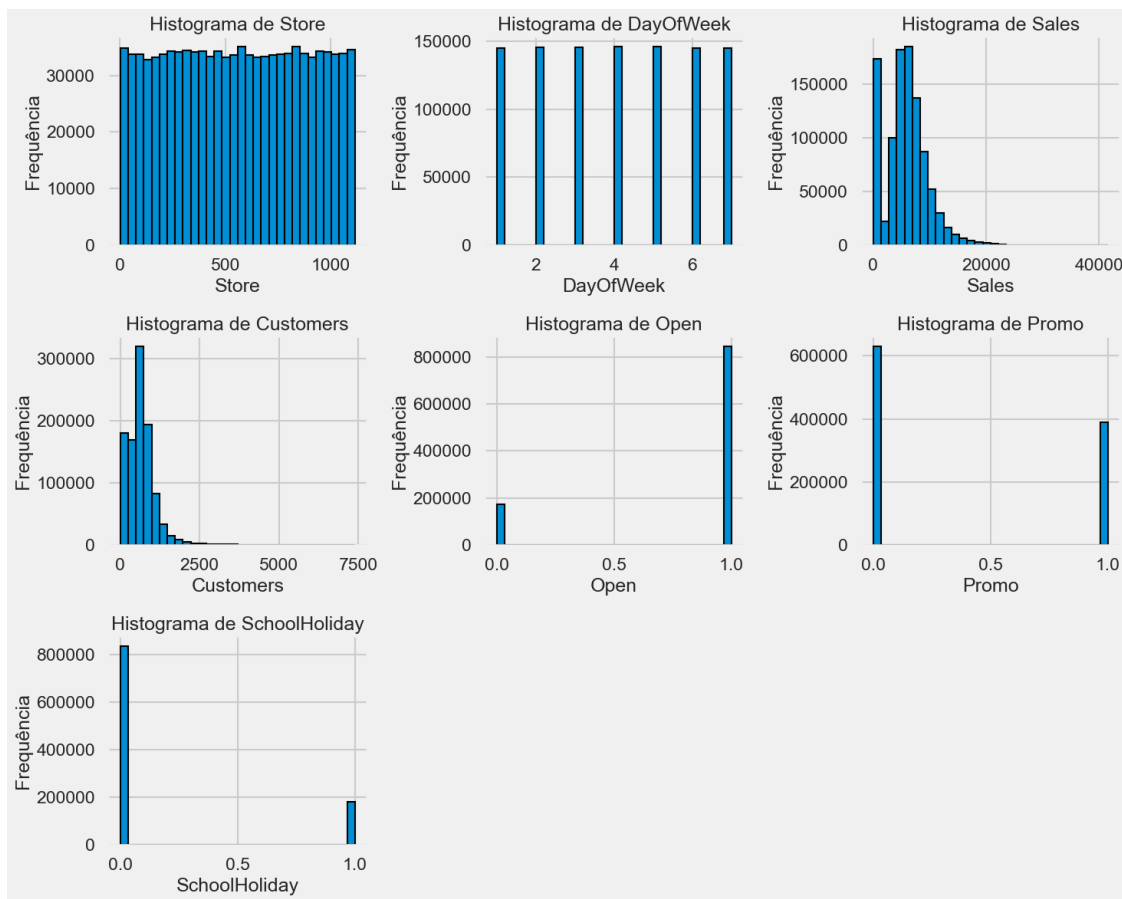 Histograma de Store
Frequência
30000
20000
10000
0
0 500 1000
Store
Histograma de DayOfWeek
Frequência
150000
100000
50000
0
2 4 6
DayOfWeek
Histograma de Sales
Frequência
150000
100000
50000
0
0 20000 40000
Sales
Histograma de Customers
Frequência
300000
200000
100000
0
0 2500 5000 7500
Customers
Histograma de Open
Frequência
800000
600000
400000
200000
0
0.0 0.5 1.0
Open
Histograma de Promo
Frequência
600000
400000
200000
0
0.0 0.5 1.0
Promo
Histograma de SchoolHoliday
Frequência
800000
600000
400000
200000
0
0.0 0.5 1.0
SchoolHoliday